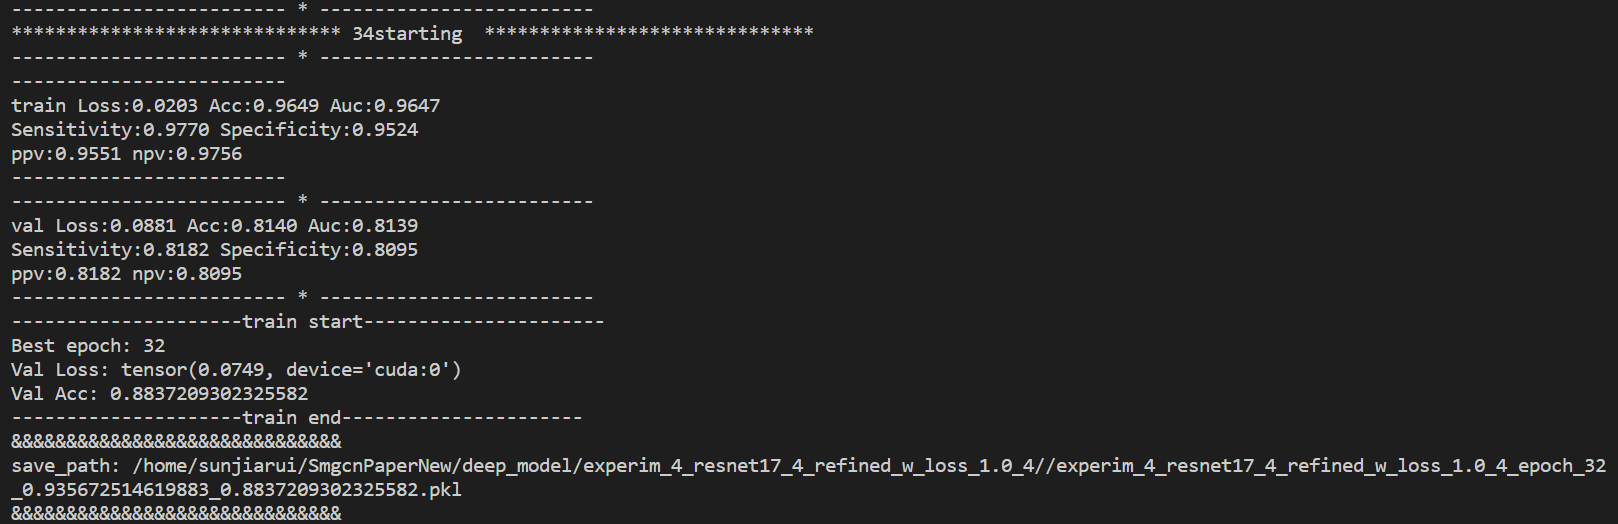 ------------------------- * -------------------------
****************************** 34starting  ******************************
------------------------- * -------------------------
-------------------------
train Loss:0.0203 Acc:0.9649 Auc:0.9647
Sensitivity:0.9770 Specificity:0.9524
ppv:0.9551 npv:0.9756
-------------------------
------------------------- * -------------------------
val Loss:0.0881 Acc:0.8140 Auc:0.8139
Sensitivity:0.8182 Specificity:0.8095
ppv:0.8182 npv:0.8095
------------------------- * -------------------------
---------------------train start----------------------
Best epoch: 32
Val Loss: tensor(0.0749, device='cuda:0')
Val Acc: 0.8837209302325582
---------------------train end----------------------
&&&&&&&&&&&&&&&&&&&&&&&&&&&&&&
save_path: /home/sunjiarui/SmgcnPaperNew/deep_model/experim_4_resnet17_4_refined_w_loss_1.0_4//experim_4_resnet17_4_refined_w_loss_1.0_4_epoch_32
_0.935672514619883_0.8837209302325582.pkl
&&&&&&&&&&&&&&&&&&&&&&&&&&&&&&